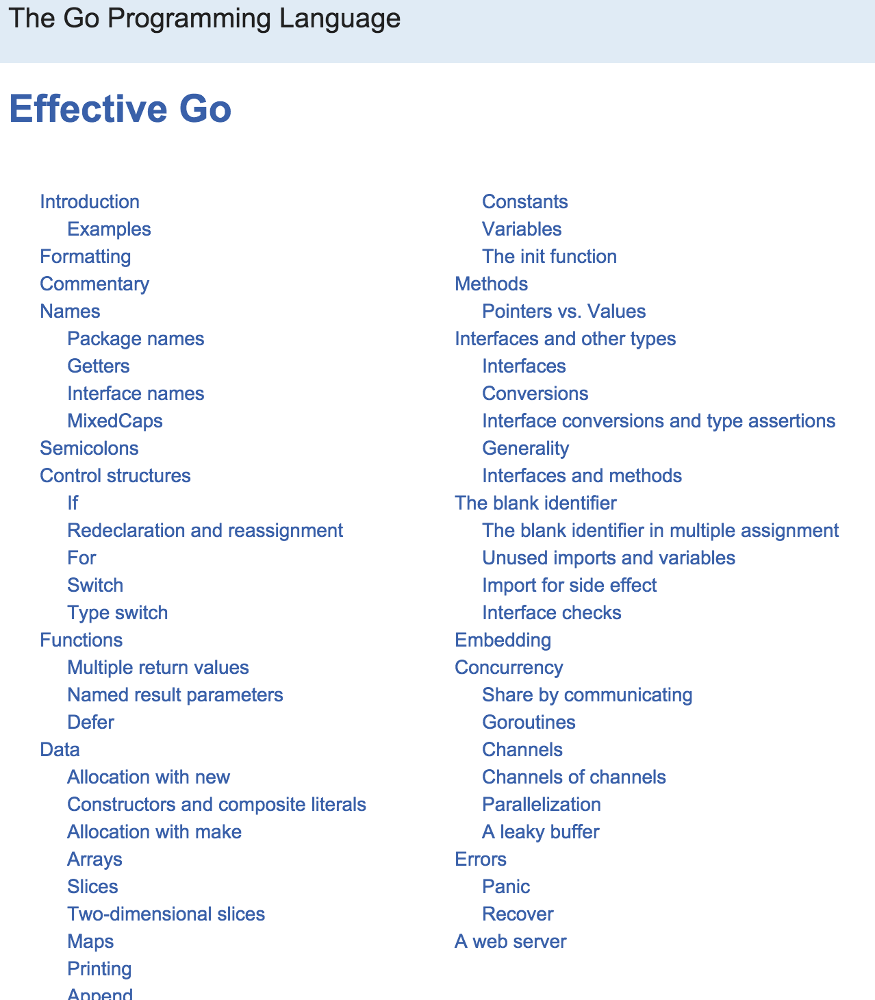 The Go Programming Language
Effective Go
Introduction
Examples
Formatting
Commentary
Names
Package names
Getters
Interface names
MixedCaps
Semicolons
Control structures
If
Redeclaration and reassignment
For
Switch
Type switch
Functions
Multiple return values
Named result parameters
Defer
Data
Allocation with new
Constructors and composite literals
Allocation with make
Arrays
Slices
Two-dimensional slices
Maps
Printing
Append
Constants
Variables
The init function
Methods
Pointers vs. Values
Interfaces and other types
Interfaces
Conversions
Interface conversions and type assertions
Generality
Interfaces and methods
The blank identifier
The blank identifier in multiple assignment
Unused imports and variables
Import for side effect
Interface checks
Embedding
Concurrency
Share by communicating
Goroutines
Channels
Channels of channels
Parallelization
A leaky buffer
Errors
Panic
Recover
A web server